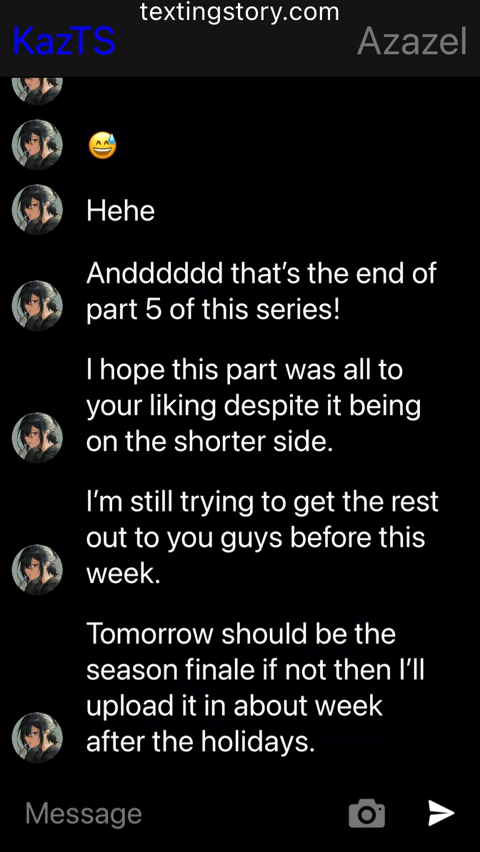 textingstory.com
KazTS
Azazel
😅
Hehe
Andddddd that's the end of
part 5 of this series!
I hope this part was all to
your liking despite it being
on the shorter side.
I'm still trying to get the rest
out to you guys before this
week.
Tomorrow should be the
season finale if not then I'll
upload it in about week
after the holidays.
Message